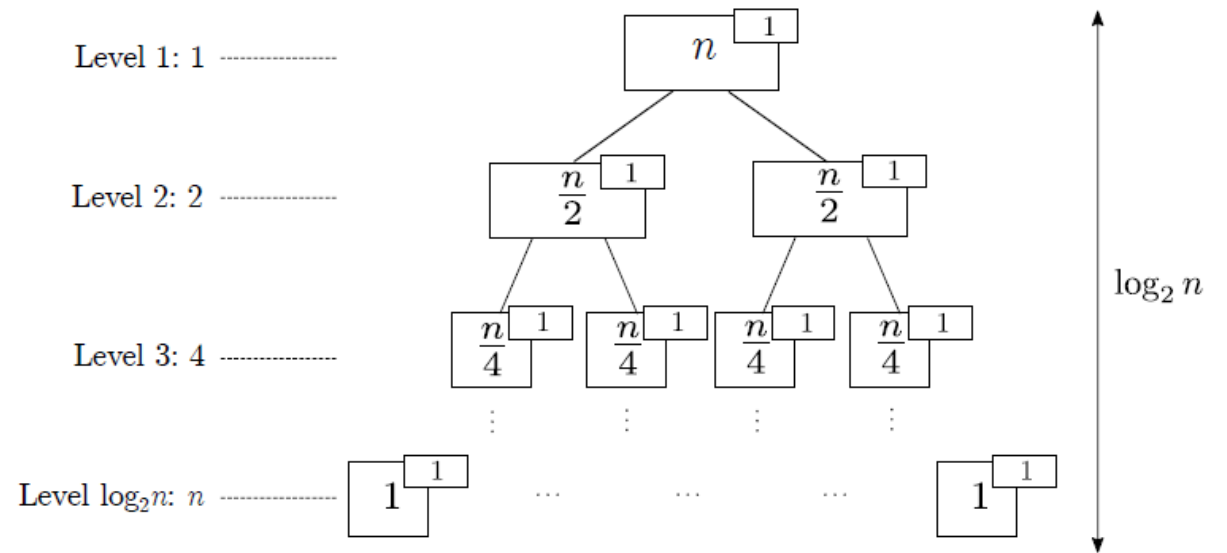 1
Level 1: 1
n
1
1
Level 2: 2
n/2
n/2
log₂ n
1
1
1
1
Level 3: 4
n/4
n/4
n/4
n/4
⋮ ⋮ ⋮ ⋮
1
1
Level log₂n: n
1
... ... ...
1